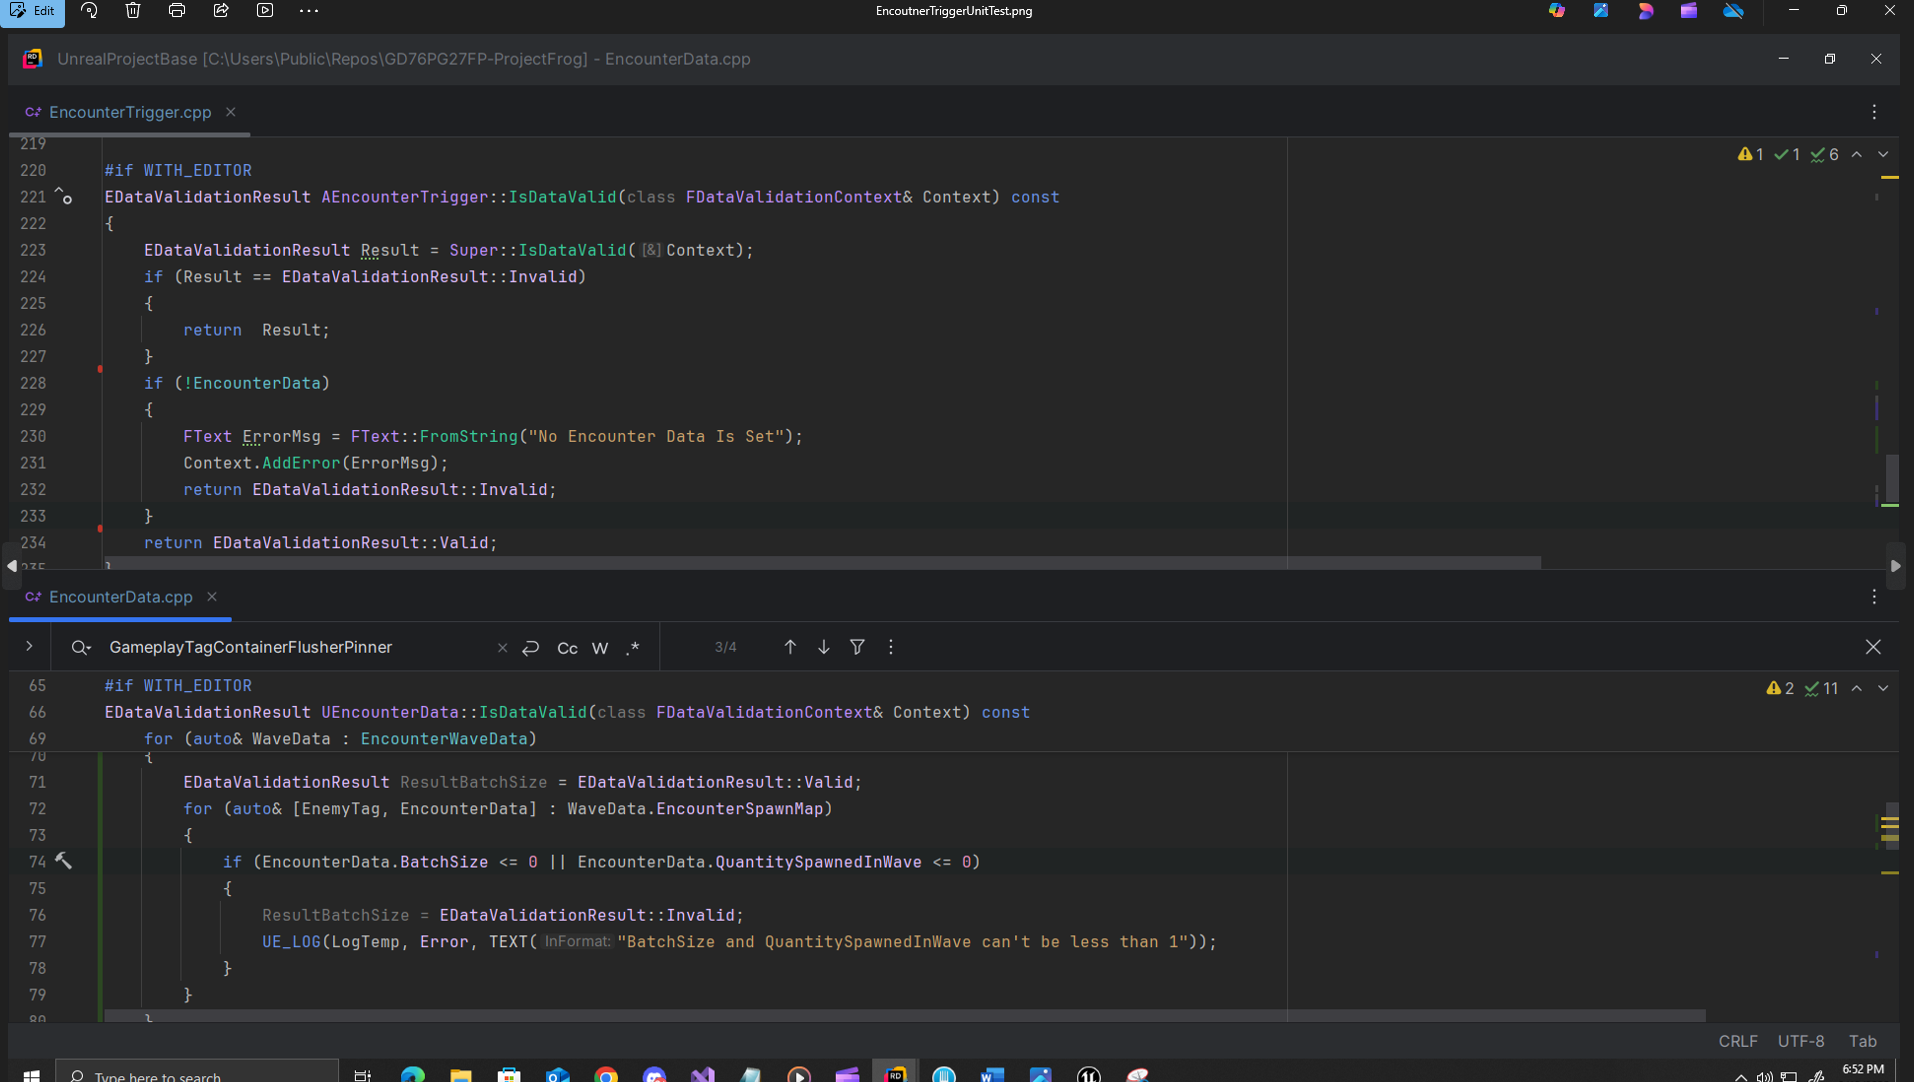 Edit
EncoutnerTriggerUnitTest.png
UnrealProjectBase [C:\Users\Public\Repos\GD76PG27FP-ProjectFrog] - EncounterData.cpp
C++ EncounterTrigger.cpp
219
1 1 6
220 #if WITH_EDITOR
221 EDataValidationResult AEncounterTrigger::IsDataValid(class FDataValidationContext& Context) const
222 {
223 EDataValidationResult Result = Super::IsDataValid( [&] Context);
224 if (Result == EDataValidationResult::Invalid)
225 {
226 return  Result;
227 }
228 if (!EncounterData)
229 {
230 FText ErrorMsg = FText::FromString("No Encounter Data Is Set");
231 Context.AddError(ErrorMsg);
232 return EDataValidationResult::Invalid;
233 }
234 return EDataValidationResult::Valid;
235 }
C++ EncounterData.cpp
GameplayTagContainerFlusherPinner Cc W .* 3/4
65 #if WITH_EDITOR
2 11
66 EDataValidationResult UEncounterData::IsDataValid(class FDataValidationContext& Context) const
69 for (auto& WaveData : EncounterWaveData)
70 {
71 EDataValidationResult ResultBatchSize = EDataValidationResult::Valid;
72 for (auto& [EnemyTag, EncounterData] : WaveData.EncounterSpawnMap)
73 {
74 if (EncounterData.BatchSize <= 0 || EncounterData.QuantitySpawnedInWave <= 0)
75 {
76 ResultBatchSize = EDataValidationResult::Invalid;
77 UE_LOG(LogTemp, Error, TEXT( InFormat: "BatchSize and QuantitySpawnedInWave can't be less than 1"));
78 }
79 }
80 }
CRLF UTF-8 Tab
Type here to search
6:52 PM